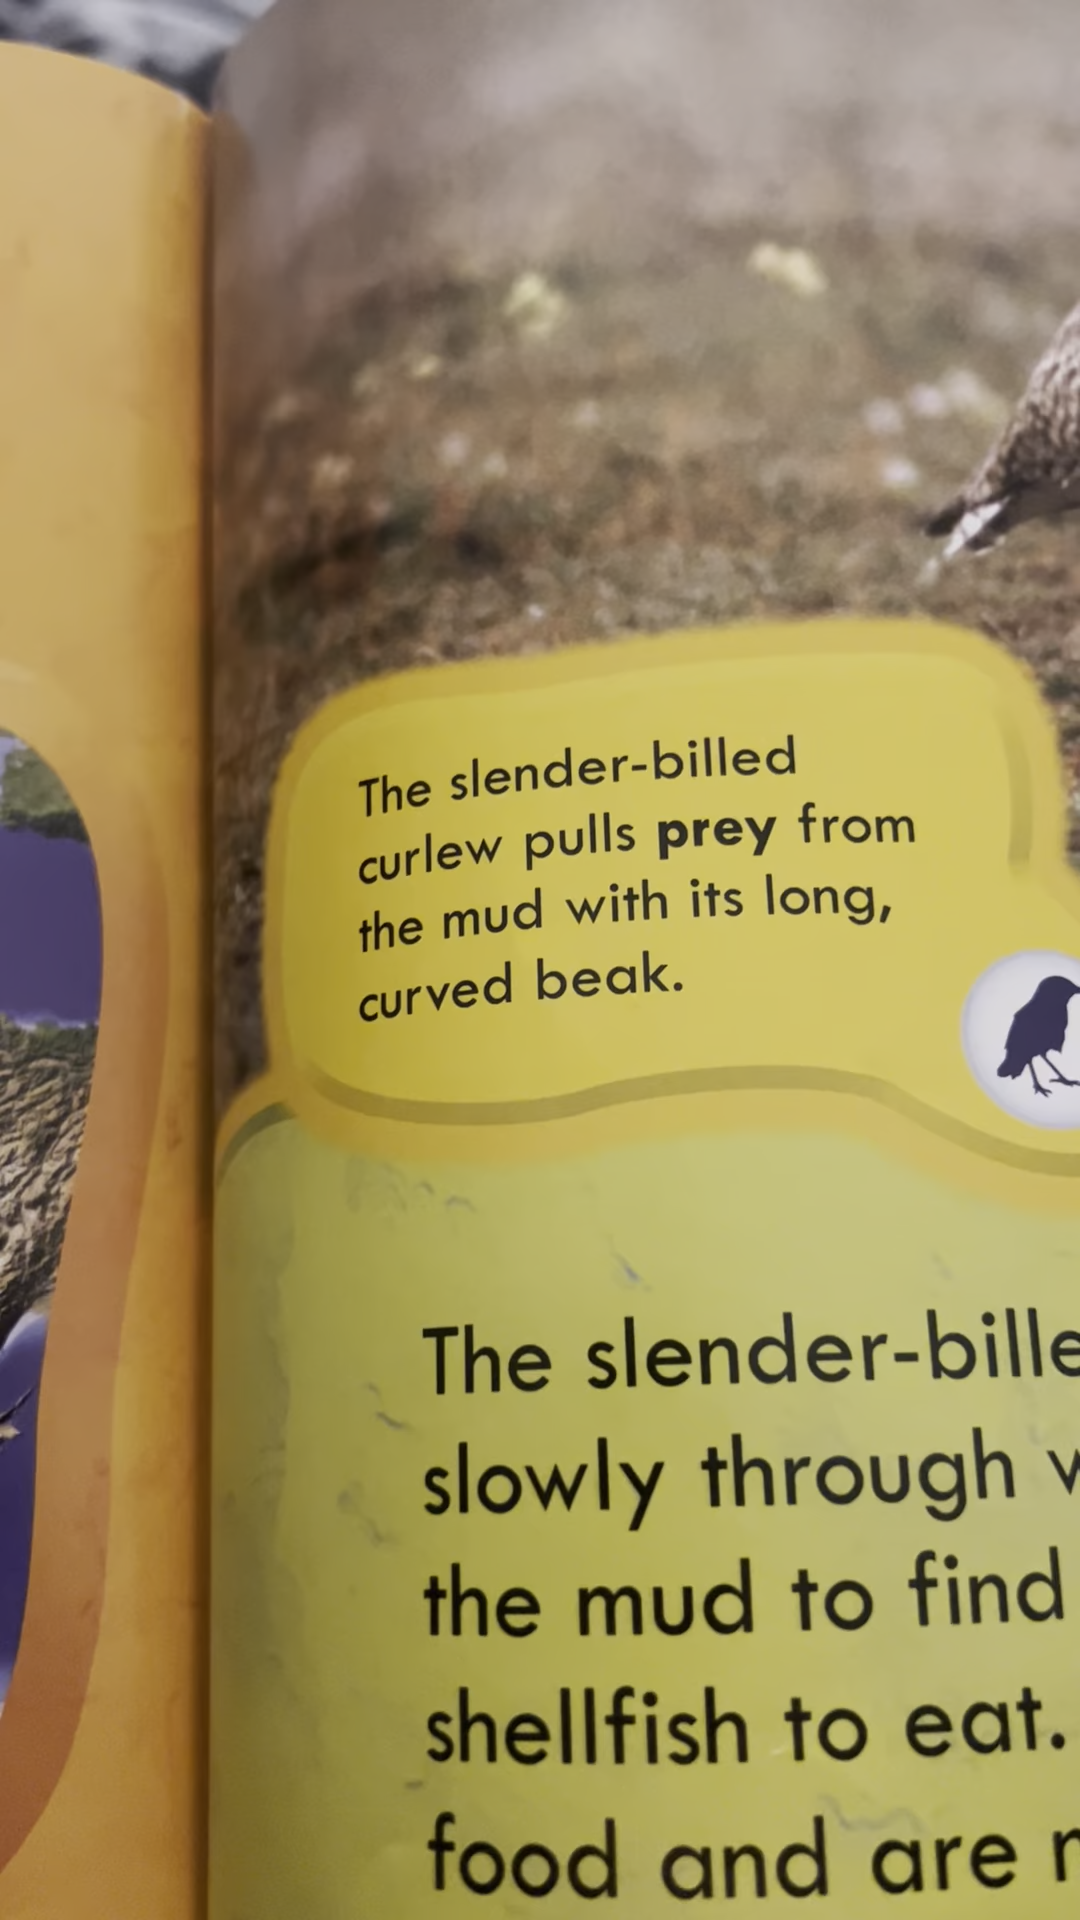 The slender-billed
curlew pulls prey from
the mud with its long,
curved beak.
The slender-bille
slowly through
the mud to find
shellfish to eat.
food and are